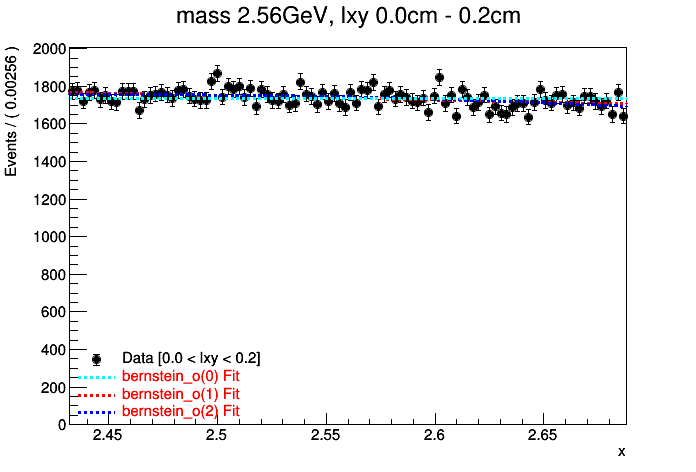 mass 2.56GeV, lxy 0.0cm - 0.2cm
Events / ( 0.00256 )
2000
1800
1600
1400
1200
1000
800
600
400
200
0
Data [0.0 < lxy < 0.2]
bernstein_o(0) Fit
bernstein_o(1) Fit
bernstein_o(2) Fit
2.45 2.5 2.55 2.6 2.65
x